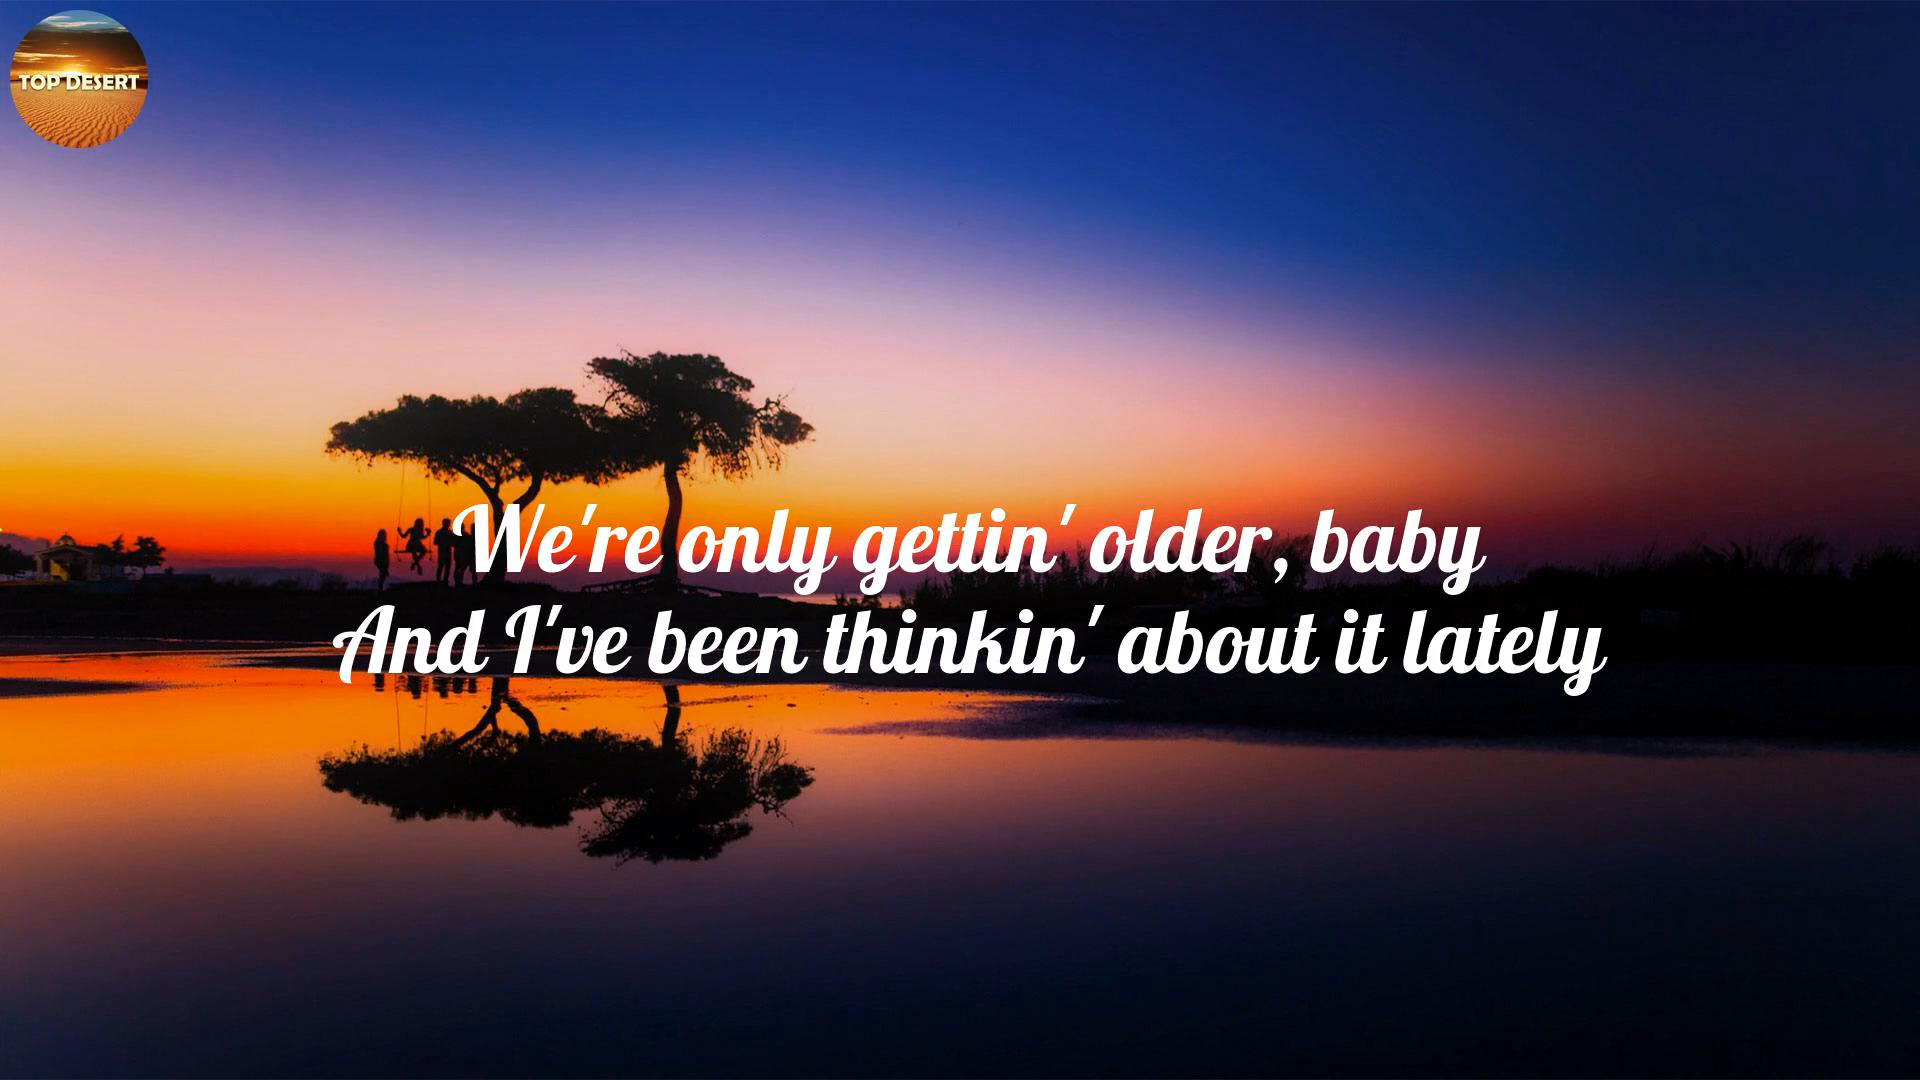 TOP DESERT
We're only gettin' older, baby
And I've been thinkin' about it lately